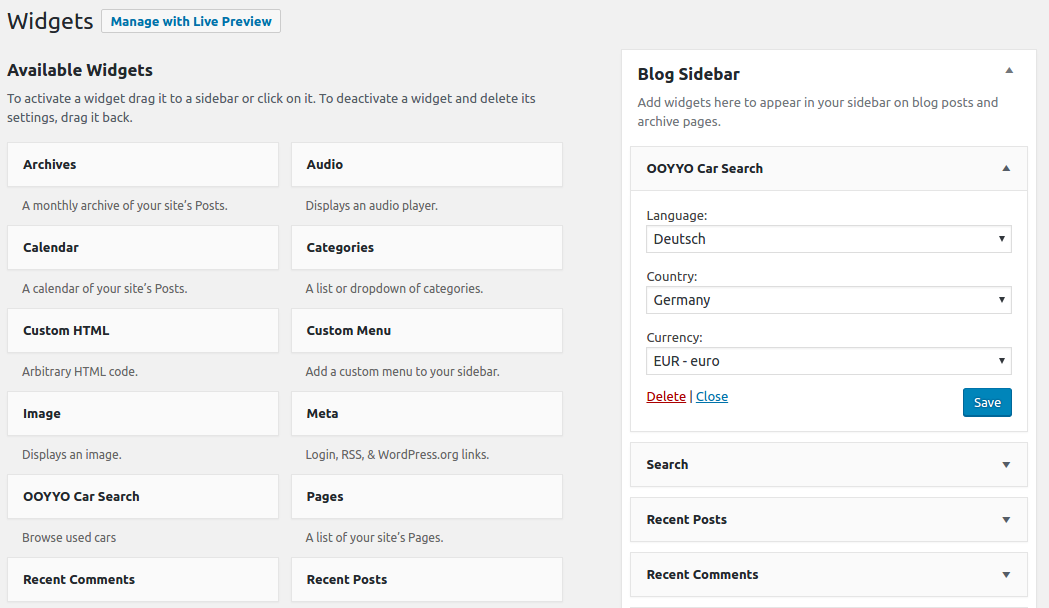 Widgets
Manage with Live Preview
Available Widgets
To activate a widget drag it to a sidebar or click on it. To deactivate a widget and delete its
settings, drag it back.
Archives
Audio
A monthly archive of your site’s Posts.
Displays an audio player.
Calendar
Categories
A calendar of your site’s Posts.
A list or dropdown of categories.
Custom HTML
Custom Menu
Arbitrary HTML code.
Add a custom menu to your sidebar.
Image
Meta
Displays an image.
Login, RSS, & WordPress.org links.
OOYYO Car Search
Pages
Browse used cars
A list of your site’s Pages.
Recent Comments
Recent Posts
Blog Sidebar
Add widgets here to appear in your sidebar on blog posts and
archive pages.
OOYYO Car Search
Language:
Deutsch
Country:
Germany
Currency:
EUR - euro
Delete | Close
Save
Search
Recent Posts
Recent Comments